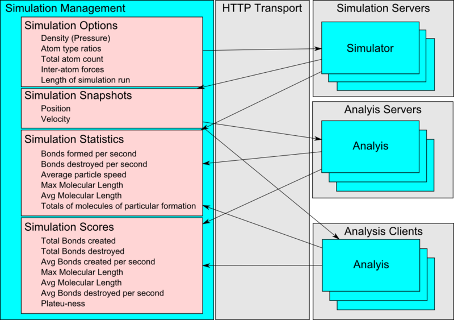 Simulation Management
Simulation Options
Density (Pressure)
Atom type ratios
Total atom count
Inter-atom forces
Length of simulation run
Simulation Snapshots
Position
Velocity
Simulation Statistics
Bonds formed per second
Bonds destroyed per second
Average particle speed
Max Molecular Length
Avg Molecular Length
Totals of molecules of particular formation
Simulation Scores
Total Bonds created
Total Bonds destroyed
Avg Bonds created per second
Max Molecular Length
Avg Molecular Length
Avg Bonds destroyed per second
Plateu-ness
HTTP Transport
Simulation Servers
Simulator
Analyis Servers
Analyis
Analysis Clients
Analyis